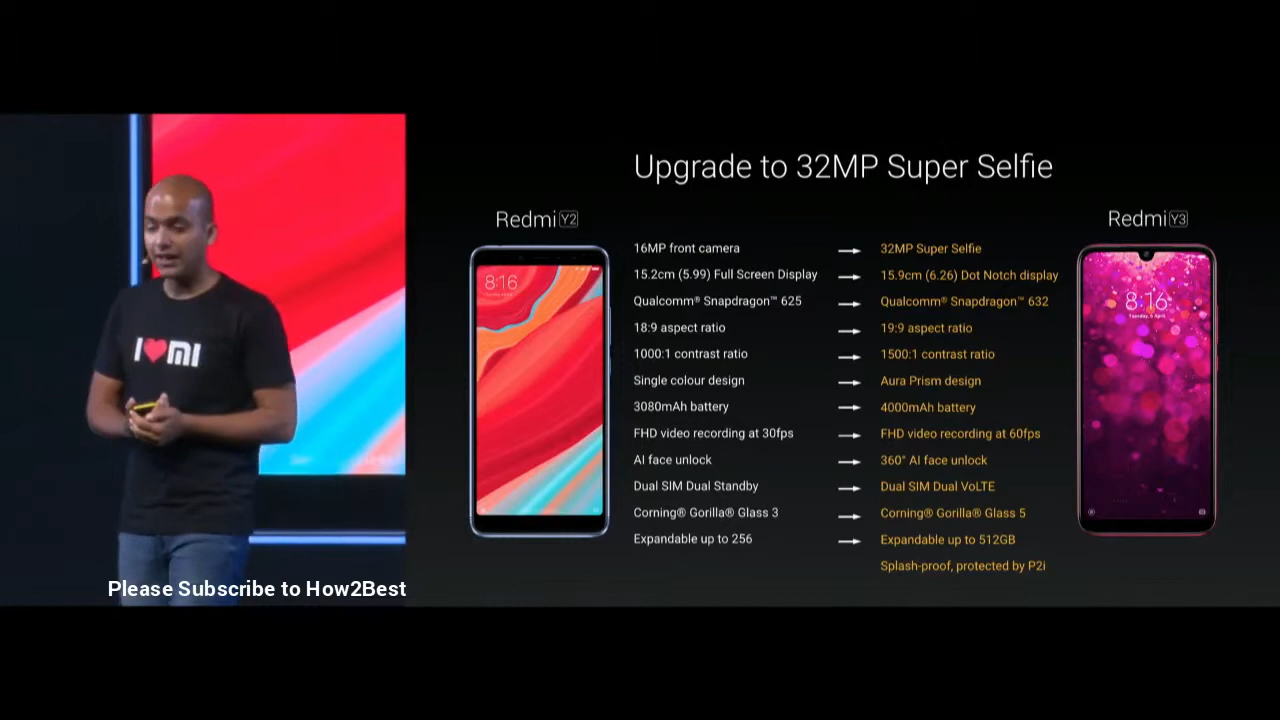 Upgrade to 32MP Super Selfie
Redmi Y2
Redmi Y3
16MP front camera → 32MP Super Selfie
15.2cm (5.99) Full Screen Display → 15.9cm (6.26) Dot Notch display
Qualcomm® Snapdragon™ 625 → Qualcomm® Snapdragon™ 632
18:9 aspect ratio → 19:9 aspect ratio
1000:1 contrast ratio → 1500:1 contrast ratio
Single colour design → Aura Prism design
3080mAh battery → 4000mAh battery
FHD video recording at 30fps → FHD video recording at 60fps
AI face unlock → 360° AI face unlock
Dual SIM Dual Standby → Dual SIM Dual VoLTE
Corning® Gorilla® Glass 3 → Corning® Gorilla® Glass 5
Expandable up to 256 → Expandable up to 512GB
Splash-proof, protected by P2i
8:16
8:16
I❤MI
Please Subscribe to How2Best